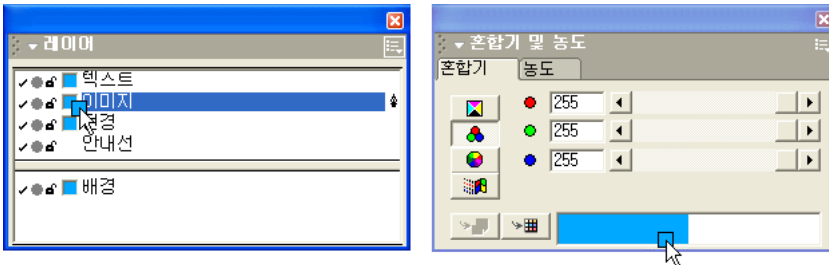 레이어
텍스트
이미지
전경
안내선
배경
혼합기 및 농도
혼합기 농도
255
255
255